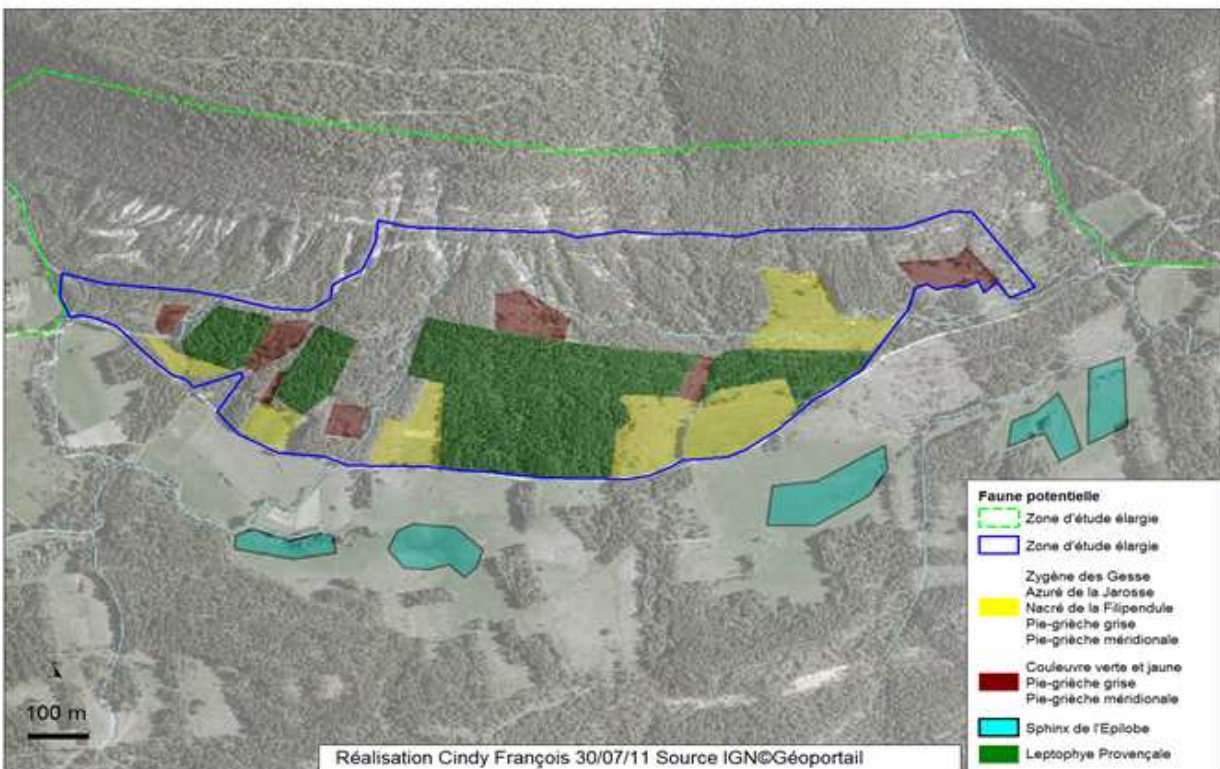 Faune potentielle
Zone d'étude élargie
Zone d'étude élargie
Zygène des Gesse
Azuré de la Jarosse
Nacré de la Filipendule
Pie-grièche grise
Pie-grièche méridionale
Couleuvre verte et jaune
Pie-grièche grise
Pie-grièche méridionale
Sphinx de l'Epilobe
Leptophye Provençale
100 m
Réalisation Cindy François 30/07/11 Source IGN©Géoportail